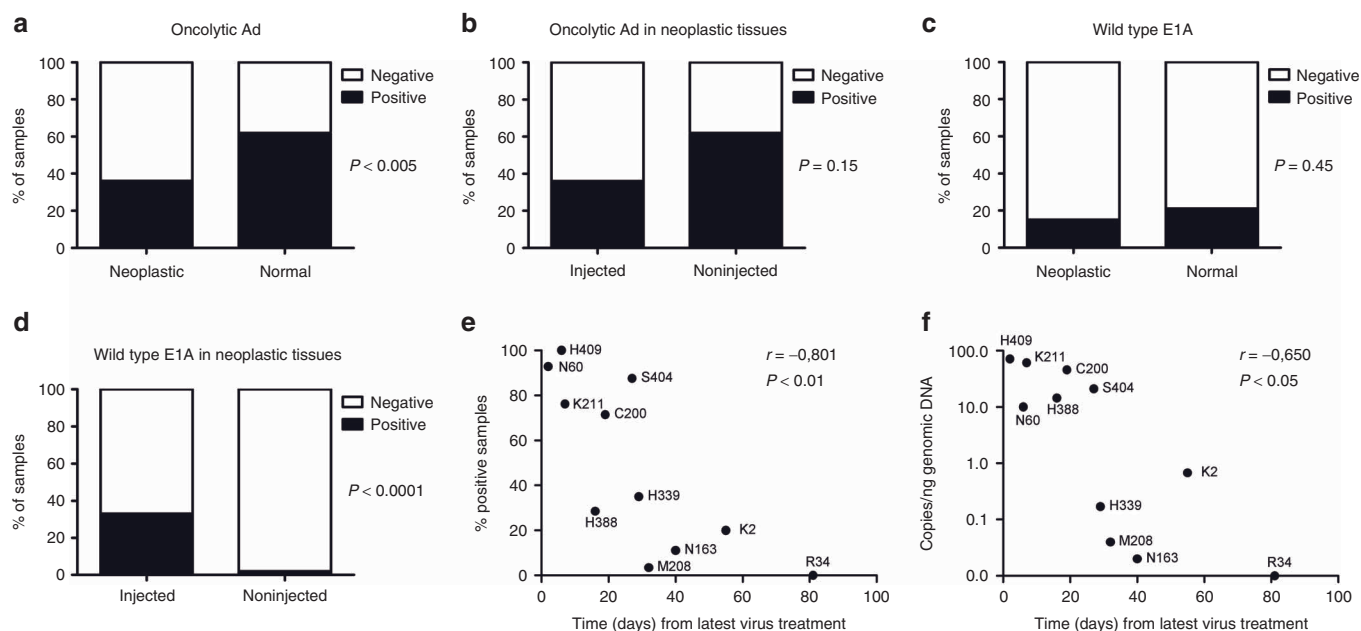 a
Oncolytic Ad
% of samples
100
80
60
40
20
0
Neoplastic
Normal
Negative
Positive
P < 0.005
b
Oncolytic Ad in neoplastic tissues
% of samples
100
80
60
40
20
0
Injected
Noninjected
Negative
Positive
P = 0.15
c
Wild type E1A
% of samples
100
80
60
40
20
0
Neoplastic
Normal
Negative
Positive
P = 0.45
d
Wild type E1A in neoplastic tissues
% of samples
100
80
60
40
20
0
Injected
Noninjected
Negative
Positive
P < 0.0001
e
% positive samples
100
80
60
40
20
0
H409
N60
S404
K211
C200
H339
H388
K2
N163
M208
R34
r = −0,801
P < 0.01
0 20 40 60 80 100
Time (days) from latest virus treatment
f
Copies/ng genomic DNA
100.0
10.0
1.0
0.1
0.0
H409
K211
C200
S404
H388
N60
K2
H339
M208
N163
R34
r = −0,650
P < 0.05
0 20 40 60 80 100
Time (days) from latest virus treatment